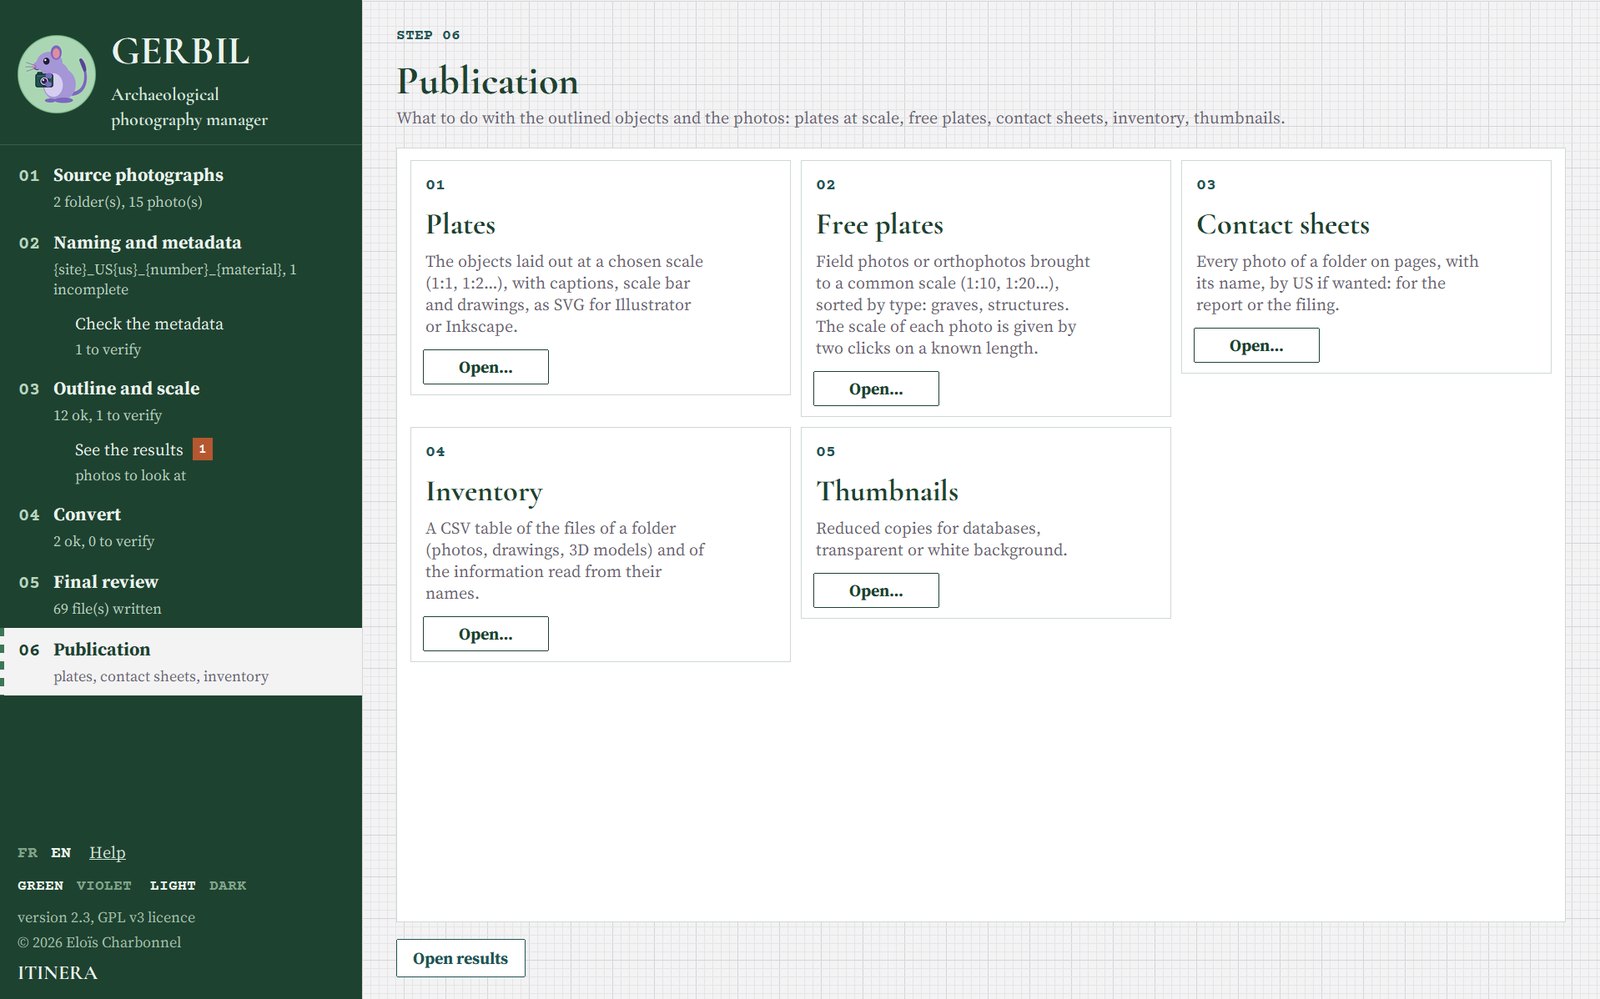 GERBIL
Archaeological
photography manager
01 Source photographs
2 folder(s), 15 photo(s)
02 Naming and metadata
{site}_US{us}_{number}_{material}, 1
incomplete
Check the metadata
1 to verify
03 Outline and scale
12 ok, 1 to verify
See the results 1
photos to look at
04 Convert
2 ok, 0 to verify
05 Final review
69 file(s) written
06 Publication
plates, contact sheets, inventory
FR EN Help
GREEN VIOLET LIGHT DARK
version 2.3, GPL v3 licence
© 2026 Eloïs Charbonnel
ITINERA
STEP 06
Publication
What to do with the outlined objects and the photos: plates at scale, free plates, contact sheets, inventory, thumbnails.
01
Plates
The objects laid out at a chosen scale
(1:1, 1:2...), with captions, scale bar
and drawings, as SVG for Illustrator
or Inkscape.
Open...
02
Free plates
Field photos or orthophotos brought
to a common scale (1:10, 1:20...),
sorted by type: graves, structures.
The scale of each photo is given by
two clicks on a known length.
Open...
03
Contact sheets
Every photo of a folder on pages, with
its name, by US if wanted: for the
report or the filing.
Open...
04
Inventory
A CSV table of the files of a folder
(photos, drawings, 3D models) and of
the information read from their
names.
Open...
05
Thumbnails
Reduced copies for databases,
transparent or white background.
Open...
Open results